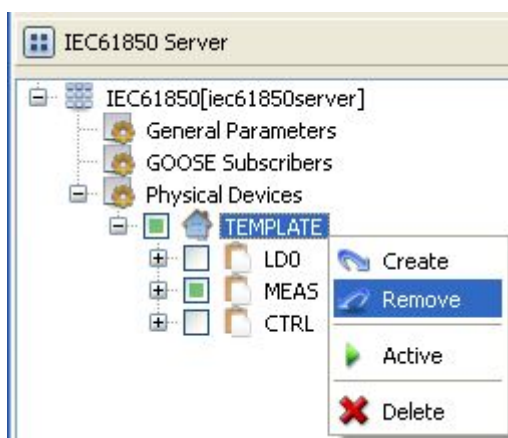 IEC61850 Server
IEC61850[iec61850server]
General Parameters
GOOSE Subscribers
Physical Devices
TEMPLATE
LD0
MEAS
CTRL
Create
Remove
Active
Delete